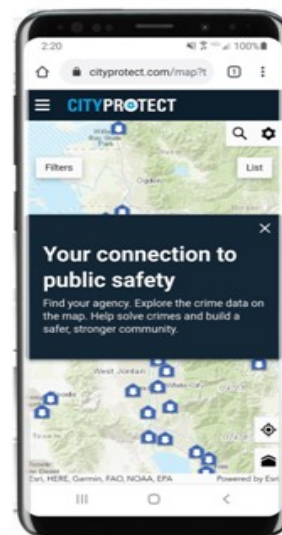 2:20
100%
cityprotect.com/map?t
CITYPROTECT
Ogden
Filters
List
Your connection to
public safety
Find your agency. Explore the crime data on
the map. Help solve crimes and build a
safer, stronger community.
West Jordan
Esri, HERE, Garmin, FAO, NOAA, EPA
Powered by Esri